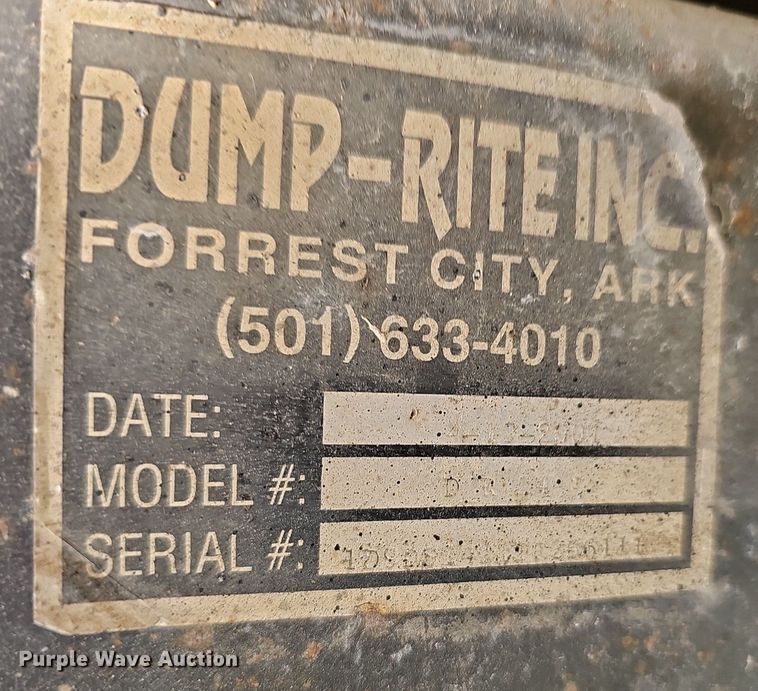 DUMP-RITE INC.
FORREST CITY, ARK
(501) 633-4010
DATE:
MODEL #:
SERIAL #:
Purple Wave Auction